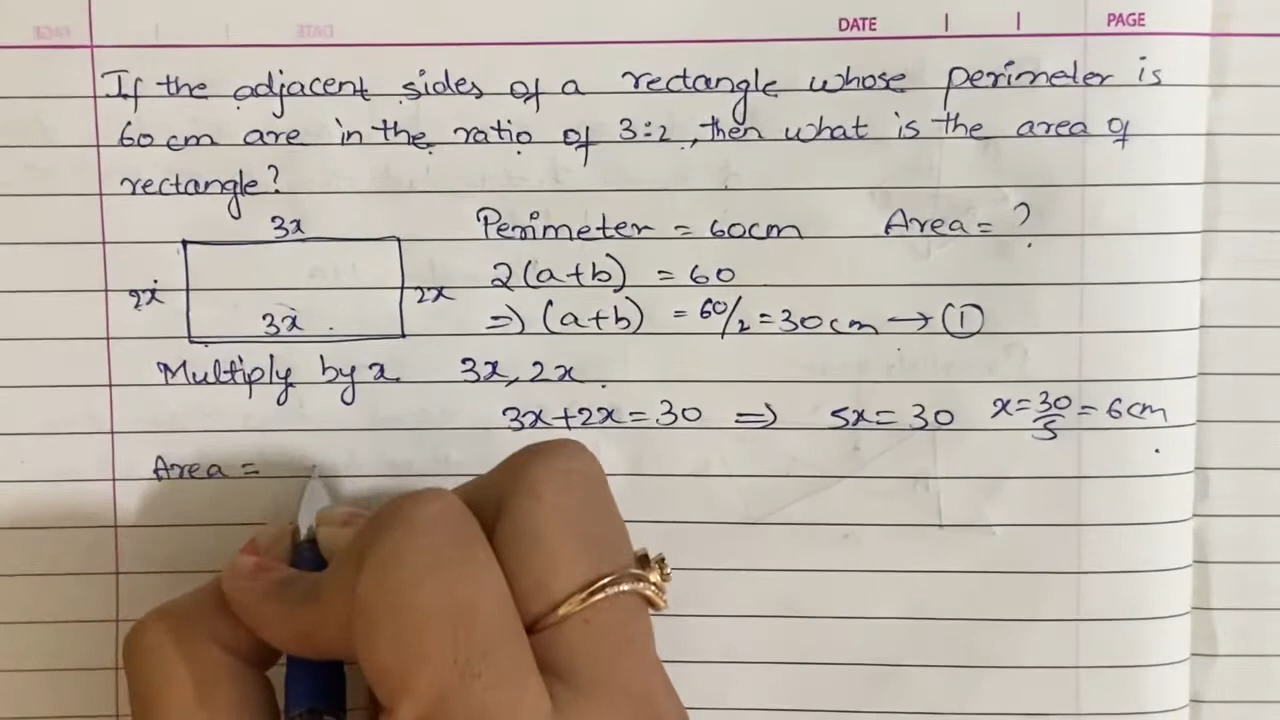 DATE | | PAGE
If the adjacent sides of a rectangle whose perimeter is
60 cm are in the ratio of 3:2, then what is the area of
rectangle?
3x
Perimeter = 60cm Area = ?
2x 3x 2x
2(a+b) = 60
⇒ (a+b) = 60/2 = 30cm → ①
Multiply by x 3x, 2x.
3x+2x=30 ⇒ 5x = 30 x = 30/5 = 6cm
Area =